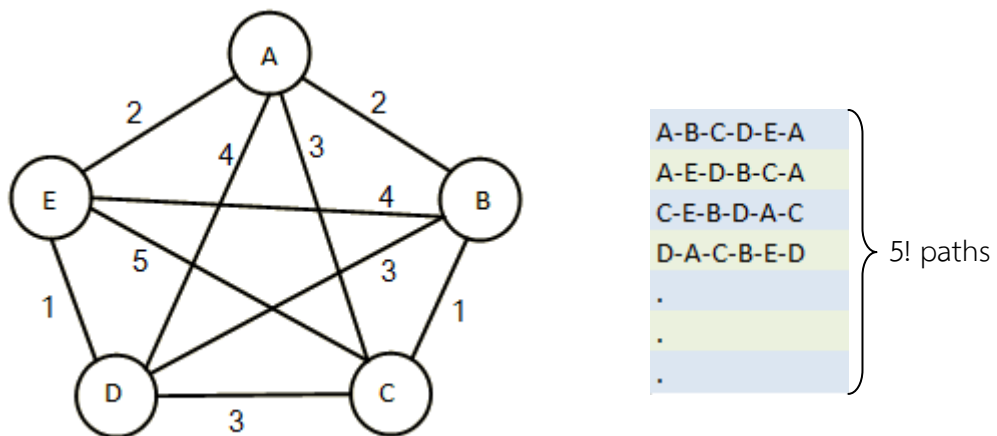 A
2
2
4
3
E
4
B
5
3
1
1
D
C
3
A-B-C-D-E-A
A-E-D-B-C-A
C-E-B-D-A-C
D-A-C-B-E-D
.
.
.
5! paths